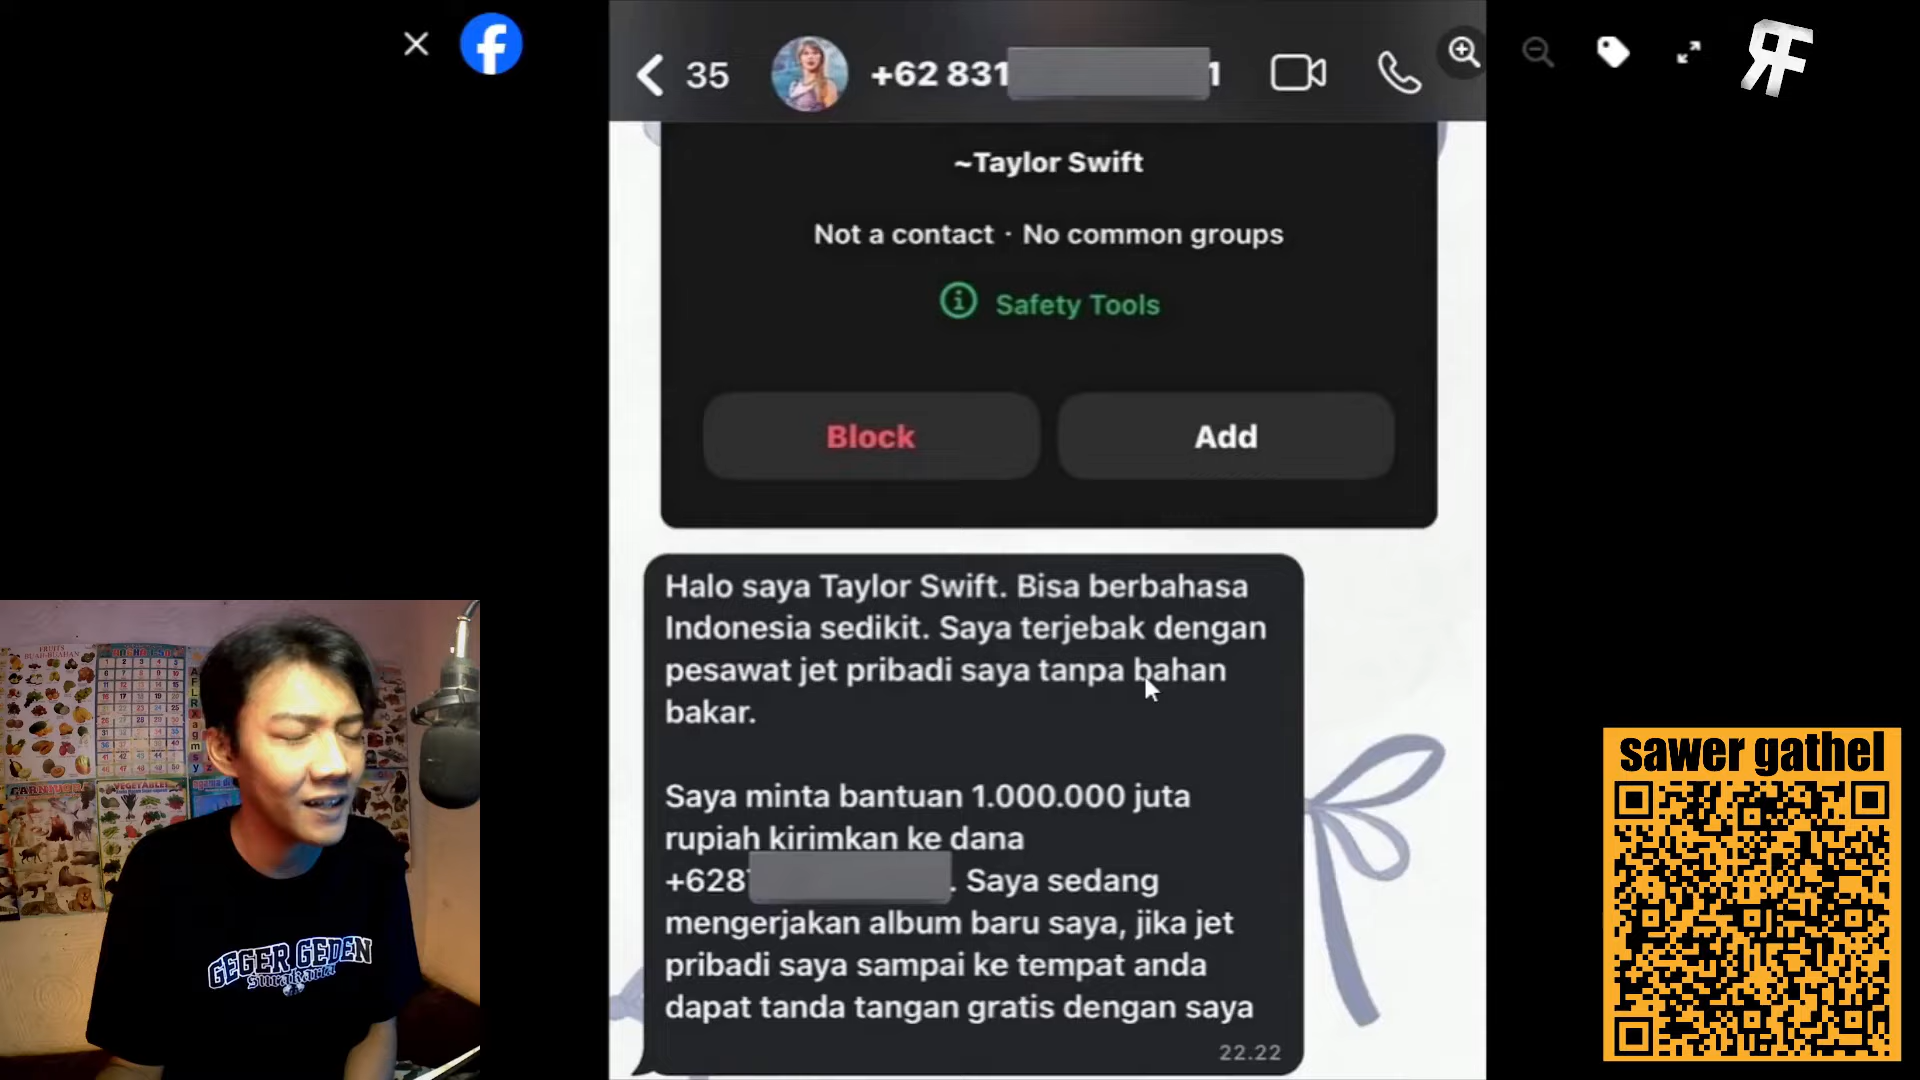 35
+62 831 1
~Taylor Swift
Not a contact · No common groups
Safety Tools
Block
Add
Halo saya Taylor Swift. Bisa berbahasa
Indonesia sedikit. Saya terjebak dengan
pesawat jet pribadi saya tanpa bahan
bakar.
Saya minta bantuan 1.000.000 juta
rupiah kirimkan ke dana
+628 . Saya sedang
mengerjakan album baru saya, jika jet
pribadi saya sampai ke tempat anda
dapat tanda tangan gratis dengan saya
22.22
GEGER GEDEN
surakarta
sawer gathel